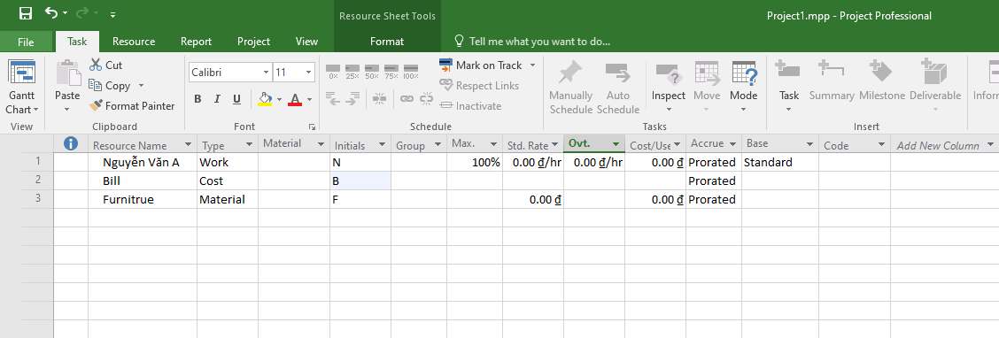 Resource Sheet Tools
Project1.mpp - Project Professional
File Task Resource Report Project View Format Tell me what you want to do...
Gantt Chart
View
Paste
Cut
Copy
Format Painter
Clipboard
Calibri 11
B I U A
Font
0% 25% 50% 75% 100%
Schedule
Mark on Track
Respect Links
Inactivate
Manually Schedule
Auto Schedule
Inspect
Move
Mode
Tasks
Task
Summary
Milestone
Deliverable
Insert
Inform
Resource Name Type Material Initials Group Max. Std. Rate Ovt. Cost/Use Accrue Base Code Add New Column
1 Nguyễn Văn A Work N 100% 0.00 ₫/hr 0.00 ₫/hr 0.00 ₫ Prorated Standard
2 Bill Cost B Prorated
3 Furnitrue Material F 0.00 ₫ 0.00 ₫ Prorated